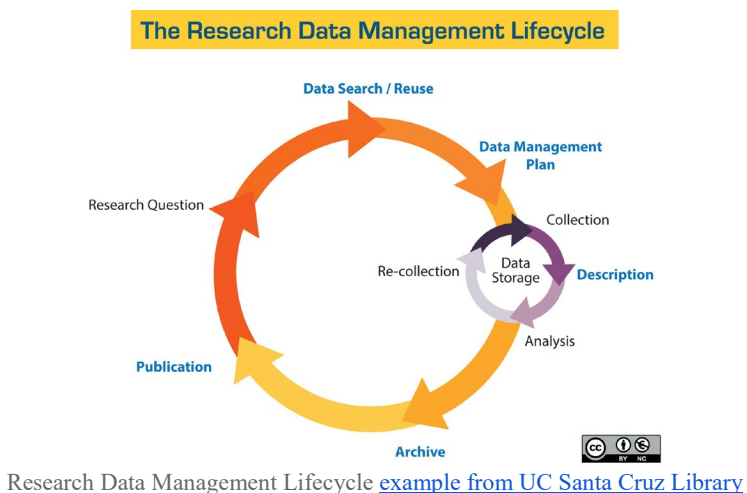 The Research Data Management Lifecycle
Data Search / Reuse
Data Management
Plan
Research Question
Collection
Data
Storage
Re-collection
Description
Analysis
Publication
Archive
cc
BY NC
Research Data Management Lifecycle example from UC Santa Cruz Library